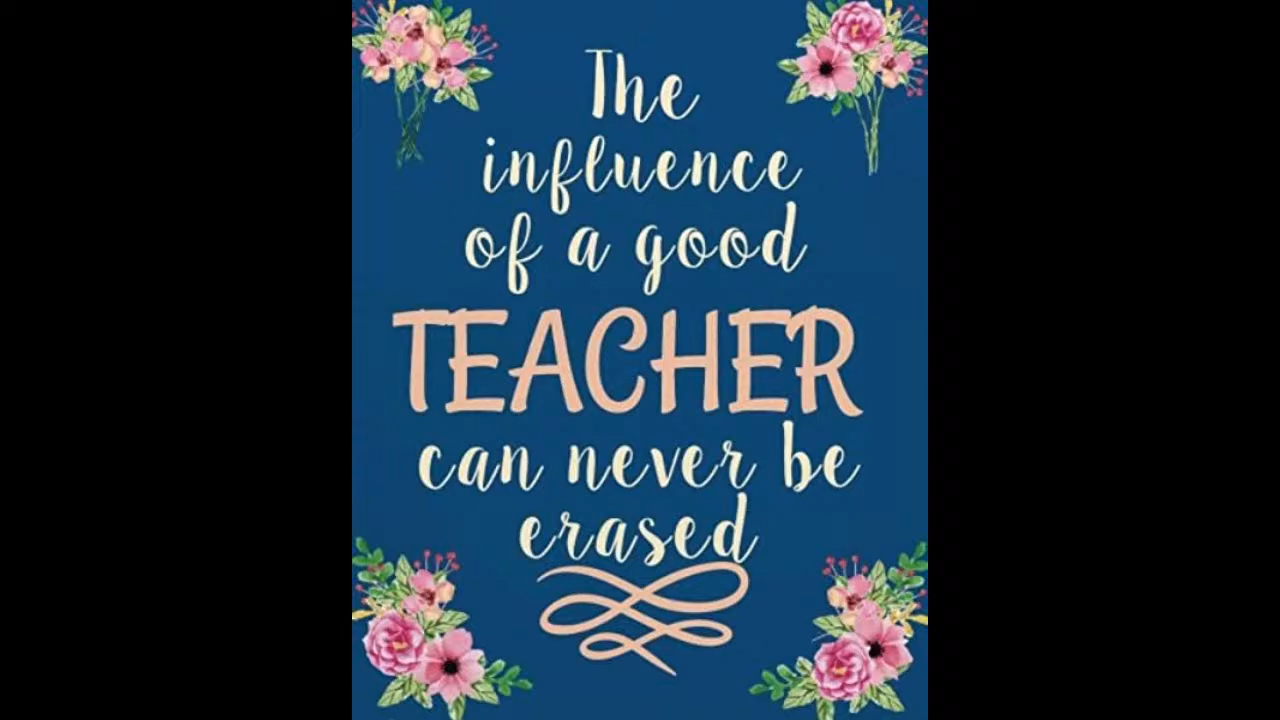 The
influence
of a good
TEACHER
can never be
erased